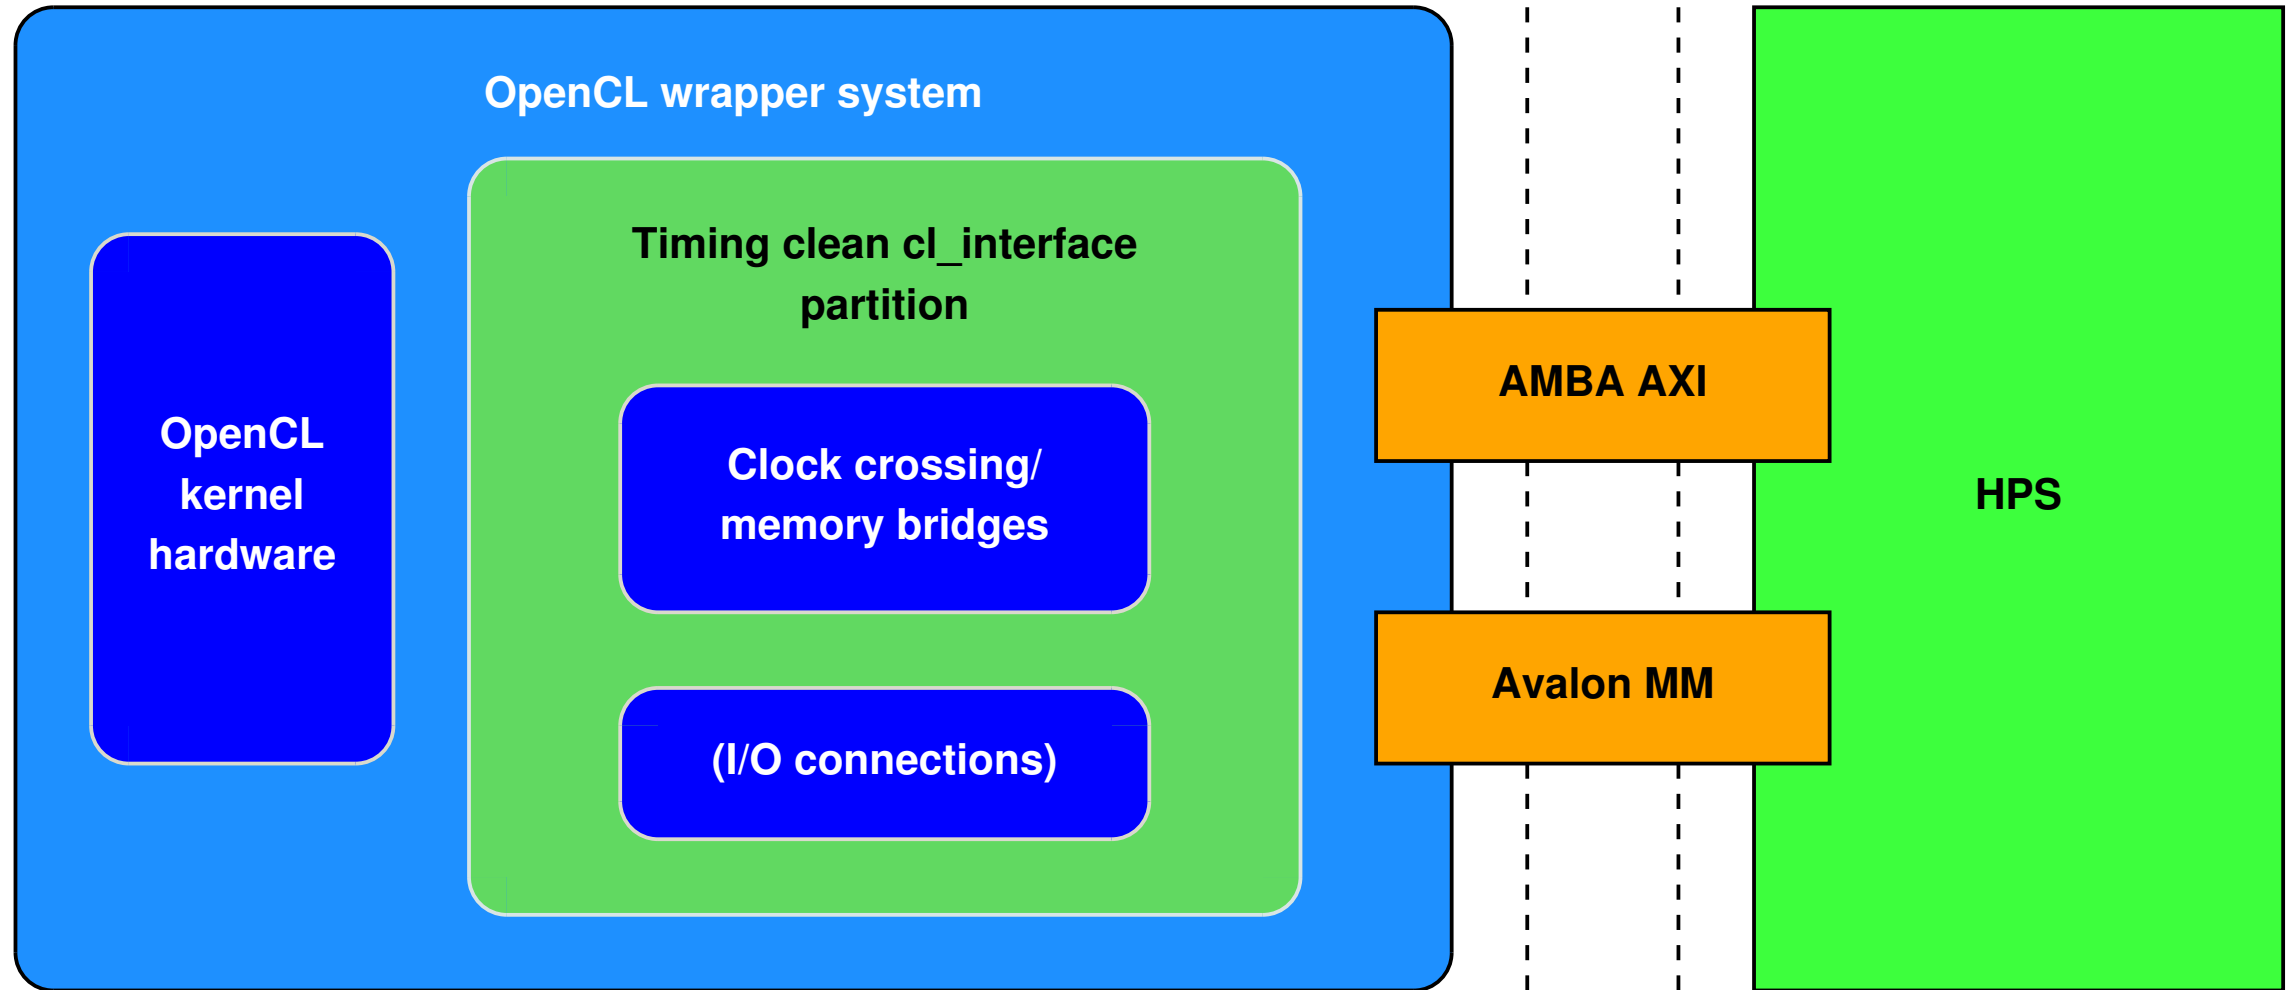 OpenCL wrapper system
Timing clean cl_interface
partition
OpenCL
kernel
hardware
Clock crossing/
memory bridges
(I/O connections)
AMBA AXI
Avalon MM
HPS